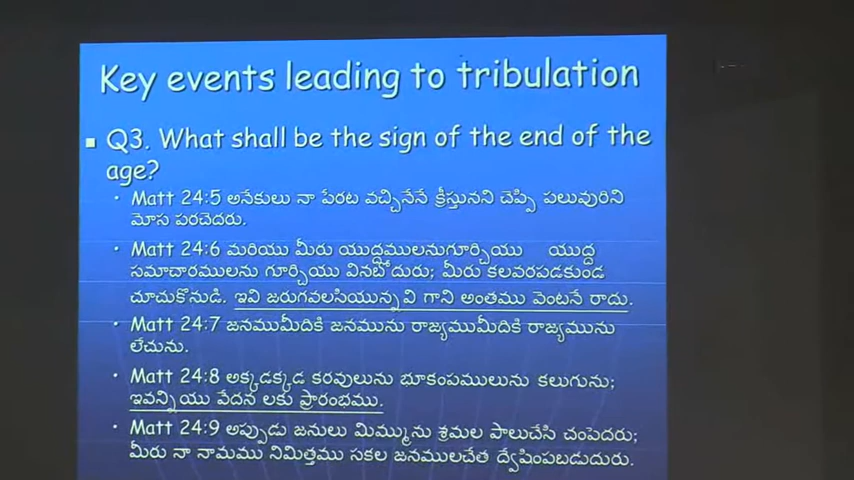 Key events leading to tribulation
Q3. What shall be the sign of the end of the
age?
Matt 24:5 అనేకులు నా పేరట వచ్చినేనే క్రీస్తునని చెప్పి పలువురిని
మోస పరచెదరు.
Matt 24:6 మరియు మీరు యుద్ధములనుగూర్చియు యుద్ధ
సమాచారములను గూర్చియు వినబోదురు; మీరు కలవరపడకుండ
చూచుకొనుడి. ఇవి జరుగవలసియున్నవి గాని అంతము వెంటనే రాదు.
Matt 24:7 జనముమీదికి జనమును రాజ్యముమీదికి రాజ్యమును
లేచును.
Matt 24:8 అక్కడక్కడ కరవులును భూకంపములును కలుగును;
ఇవన్నియు వేదన లకు ప్రారంభము.
Matt 24:9 అప్పుడు జనులు మిమ్మును శ్రమల పాలుచేసి చంపెదరు;
మీరు నా నామము నిమిత్తము సకల జనములచేత ద్వేషింపబడుదురు.